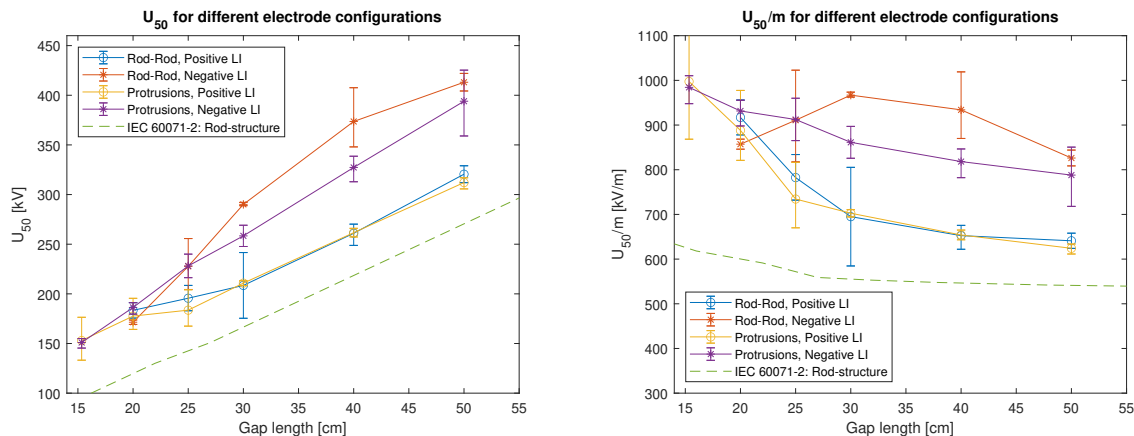 U50 for different electrode configurations
450
400
350
300
250
200
150
100
U50 [kV]
Rod-Rod, Positive LI
Rod-Rod, Negative LI
Protrusions, Positive LI
Protrusions, Negative LI
IEC 60071-2: Rod-structure
15 20 25 30 35 40 45 50 55
Gap length [cm]
U50/m for different electrode configurations
1100
1000
900
800
700
600
500
400
300
U50/m [kV/m]
Rod-Rod, Positive LI
Rod-Rod, Negative LI
Protrusions, Positive LI
Protrusions, Negative LI
IEC 60071-2: Rod-structure
15 20 25 30 35 40 45 50 55
Gap length [cm]